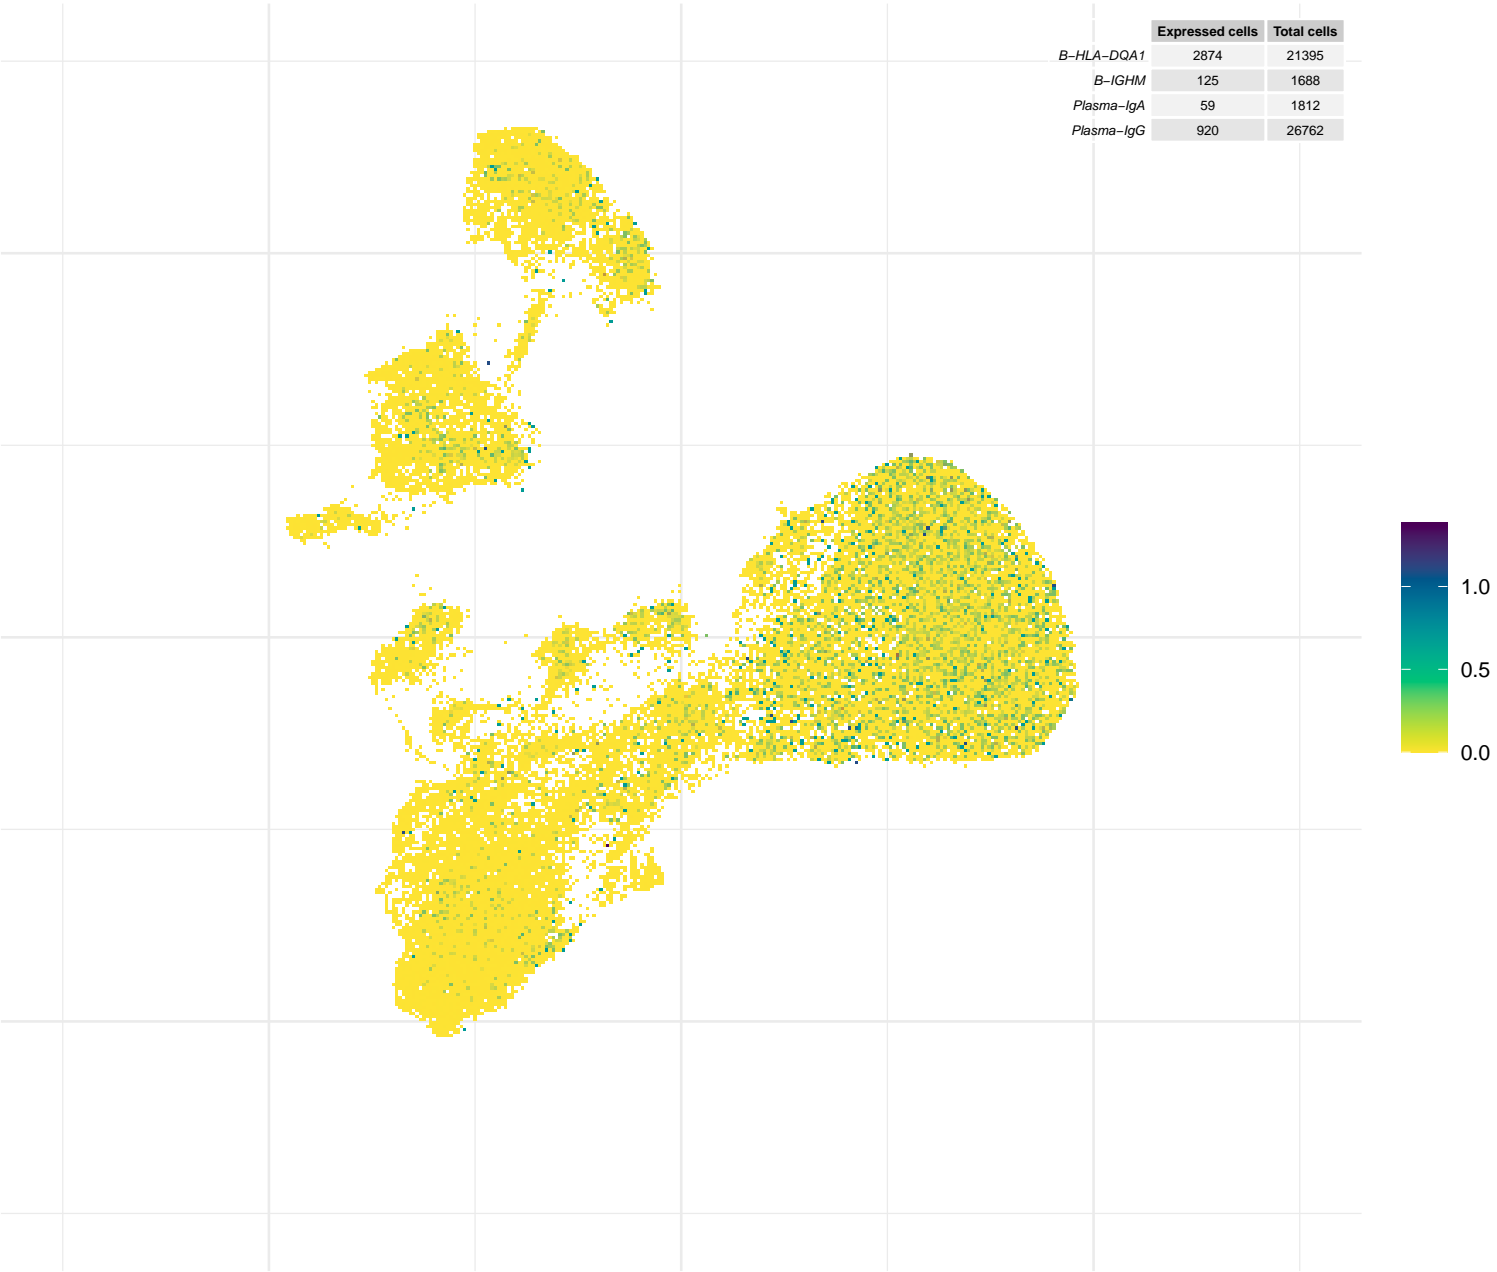 Expressed cells Total cells
B−HLA−DQA1 2874 21395
B−IGHM 125 1688
Plasma−IgA 59 1812
Plasma−IgG 920 26762
1.0
0.5
0.0